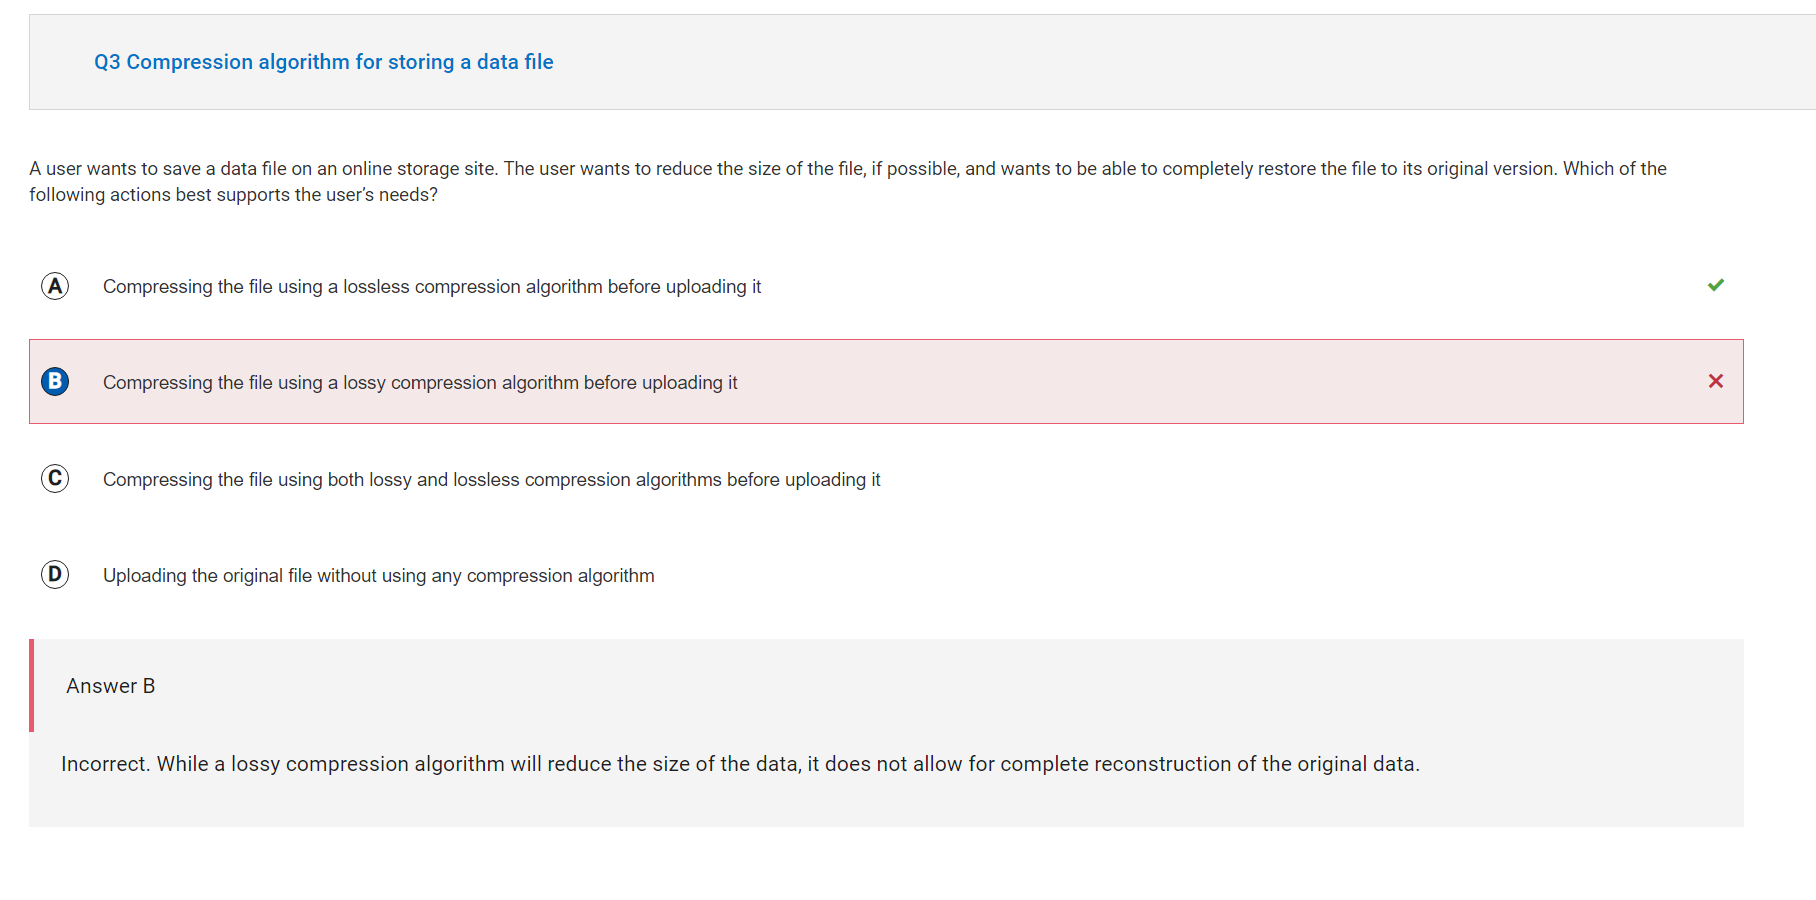 Q3 Compression algorithm for storing a data file
A user wants to save a data file on an online storage site. The user wants to reduce the size of the file, if possible, and wants to be able to completely restore the file to its original version. Which of the
following actions best supports the user’s needs?
A Compressing the file using a lossless compression algorithm before uploading it
B Compressing the file using a lossy compression algorithm before uploading it
C Compressing the file using both lossy and lossless compression algorithms before uploading it
D Uploading the original file without using any compression algorithm
Answer B
Incorrect. While a lossy compression algorithm will reduce the size of the data, it does not allow for complete reconstruction of the original data.